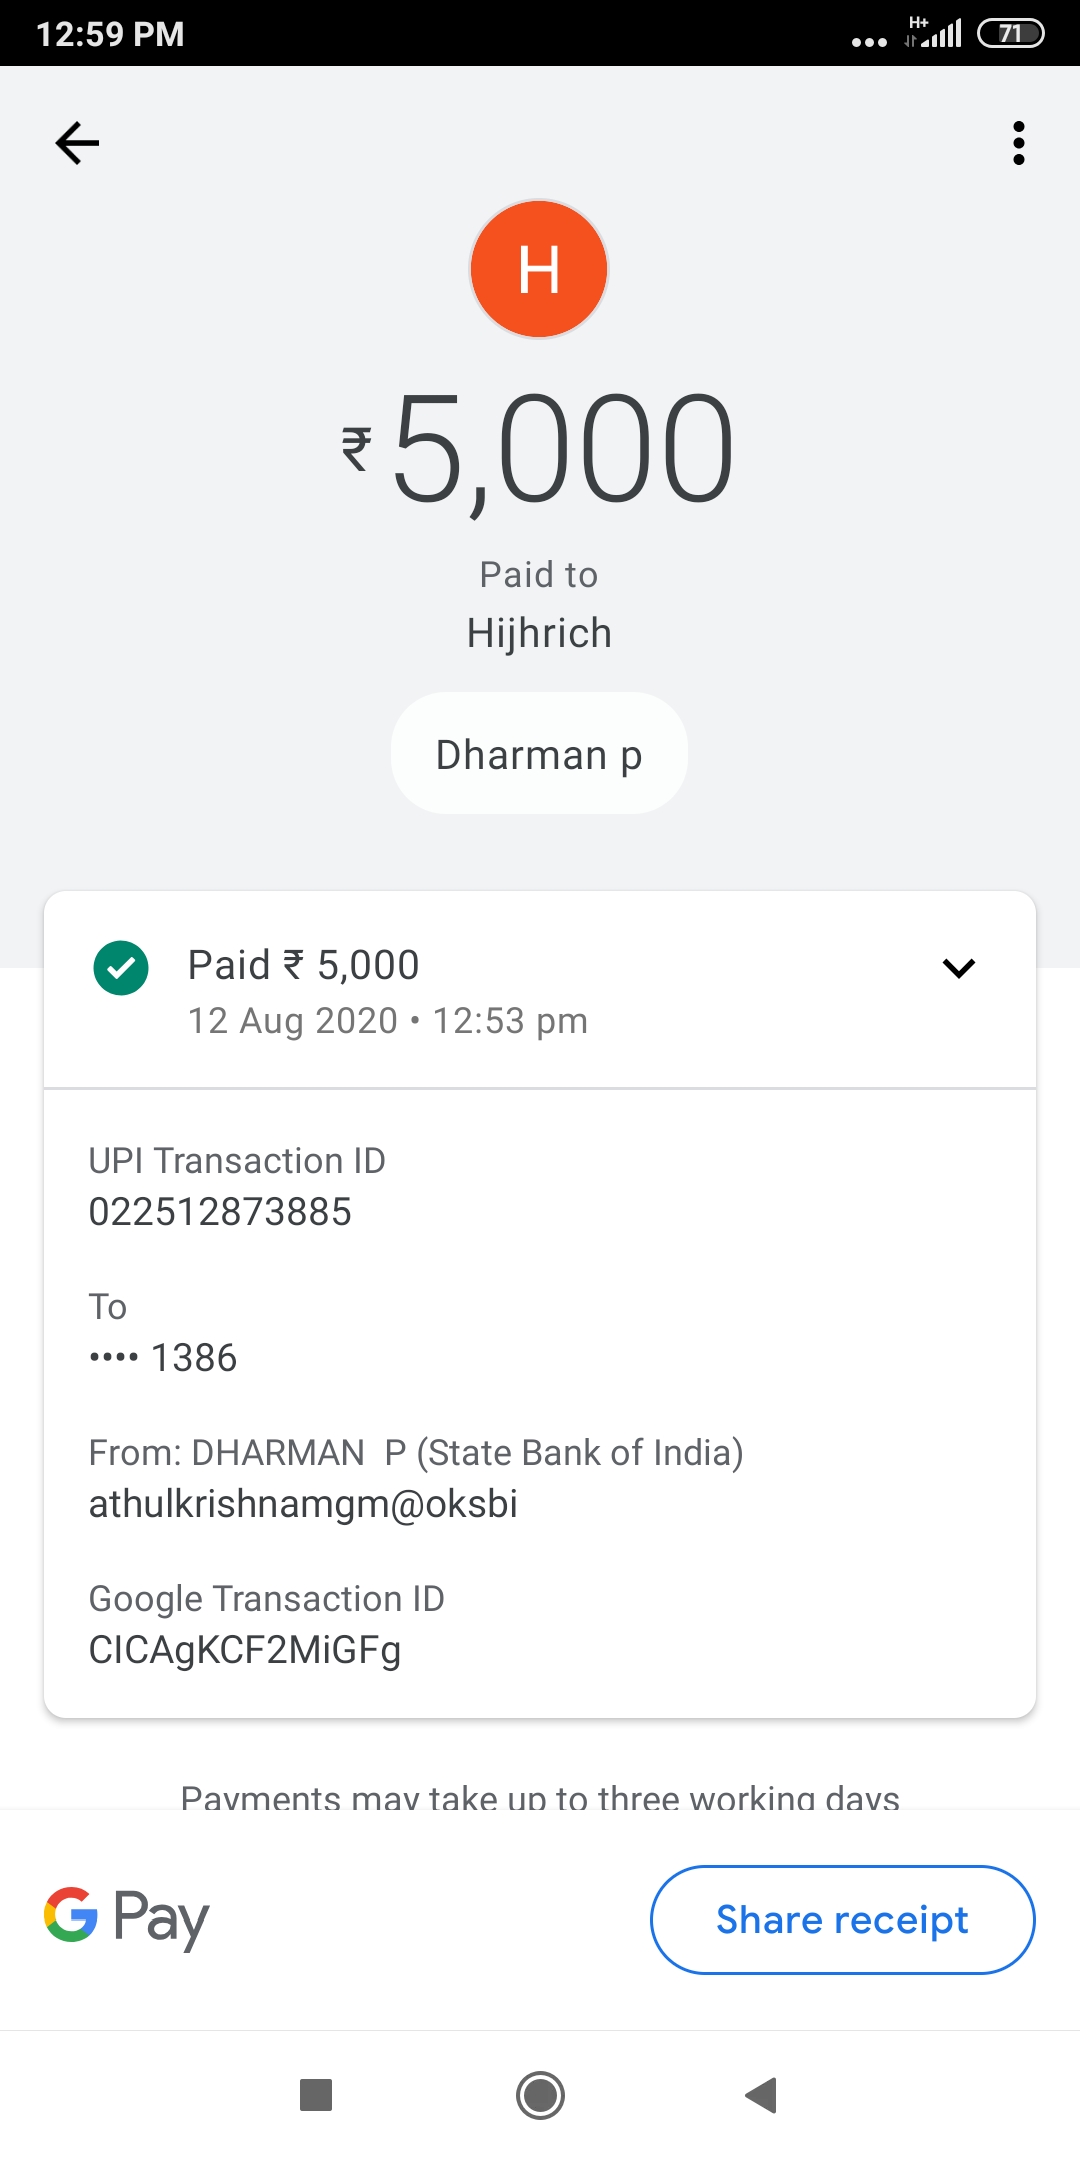 12:59 PM
H+
71
H
₹5,000
Paid to
Hijhrich
Dharman p
Paid ₹ 5,000
12 Aug 2020 • 12:53 pm
UPI Transaction ID
022512873885
To
•••• 1386
From: DHARMAN  P (State Bank of India)
athulkrishnamgm@oksbi
Google Transaction ID
CICAgKCF2MiGFg
Payments may take up to three working days
G Pay
Share receipt